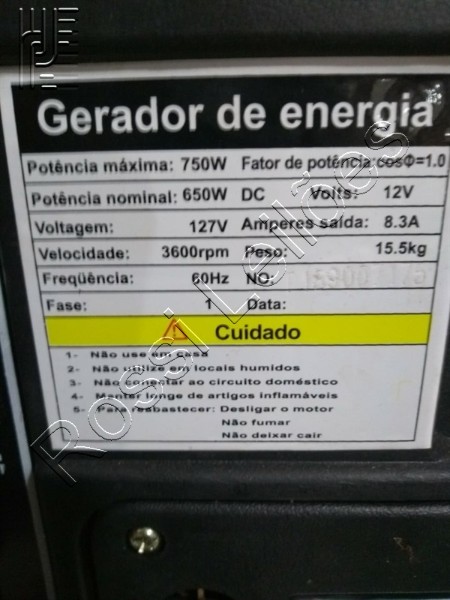 Gerador de energia
Potência máxima: 750W Fator de potência:cosΦ=1.0
Potência nominal: 650W DC Volts: 12V
Voltagem: 127V Amperes saída: 8.3A
Velocidade: 3600rpm Peso: 15.5kg
Freqüência: 60Hz NO:
Fase: 1 Data:
Cuidado
1- Não use em casa
2- Não utilize em locais humidos
3- Não conectar ao circuito doméstico
4- Manter longe de artigos inflamáveis
5- Para resbastecer: Desligar o motor
Não fumar
Não deixar cair
Rossi Leilões